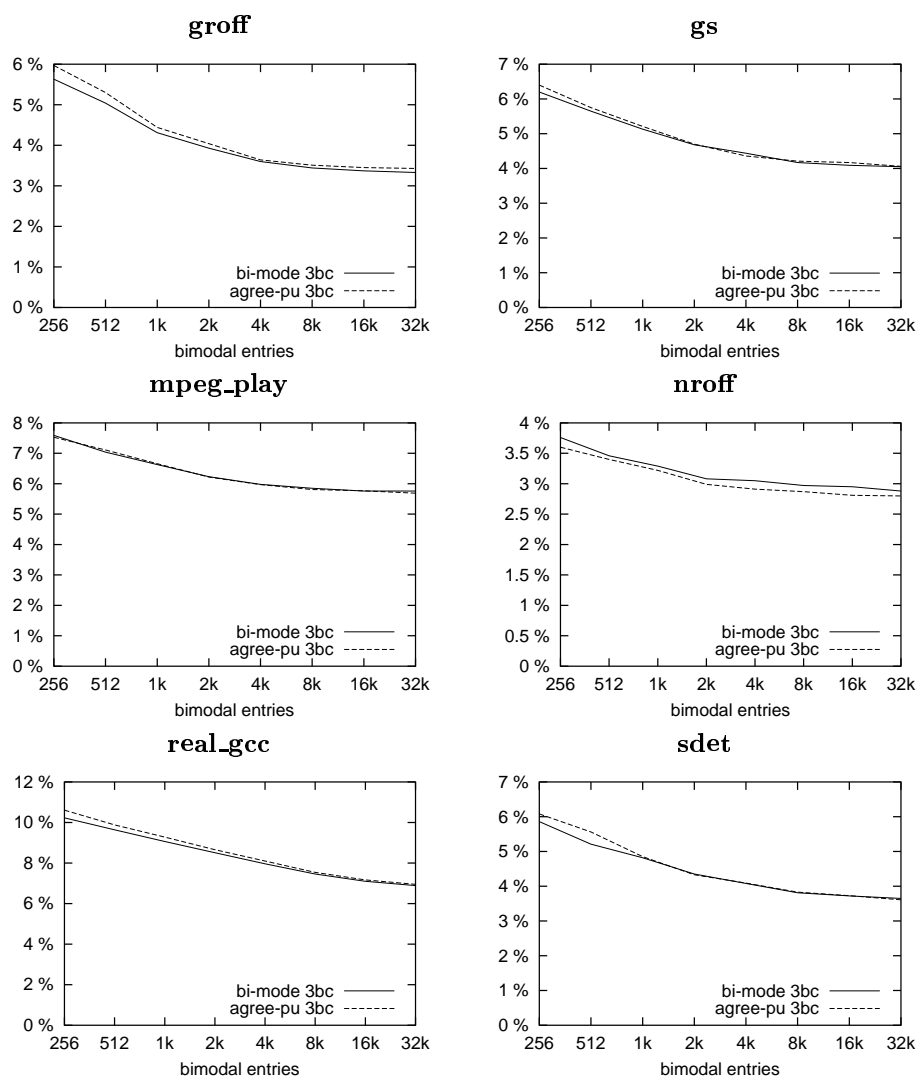 groff
6 %
5 %
4 %
3 %
2 %
1 %
0 %
bi-mode 3bc
agree-pu 3bc
256 512 1k 2k 4k 8k 16k 32k
bimodal entries
gs
7 %
6 %
5 %
4 %
3 %
2 %
1 %
0 %
bi-mode 3bc
agree-pu 3bc
256 512 1k 2k 4k 8k 16k 32k
bimodal entries
mpeg_play
8 %
7 %
6 %
5 %
4 %
3 %
2 %
1 %
0 %
bi-mode 3bc
agree-pu 3bc
256 512 1k 2k 4k 8k 16k 32k
bimodal entries
nroff
4 %
3.5 %
3 %
2.5 %
2 %
1.5 %
1 %
0.5 %
0 %
bi-mode 3bc
agree-pu 3bc
256 512 1k 2k 4k 8k 16k 32k
bimodal entries
real_gcc
12 %
10 %
8 %
6 %
4 %
2 %
0 %
bi-mode 3bc
agree-pu 3bc
256 512 1k 2k 4k 8k 16k 32k
bimodal entries
sdet
7 %
6 %
5 %
4 %
3 %
2 %
1 %
0 %
bi-mode 3bc
agree-pu 3bc
256 512 1k 2k 4k 8k 16k 32k
bimodal entries